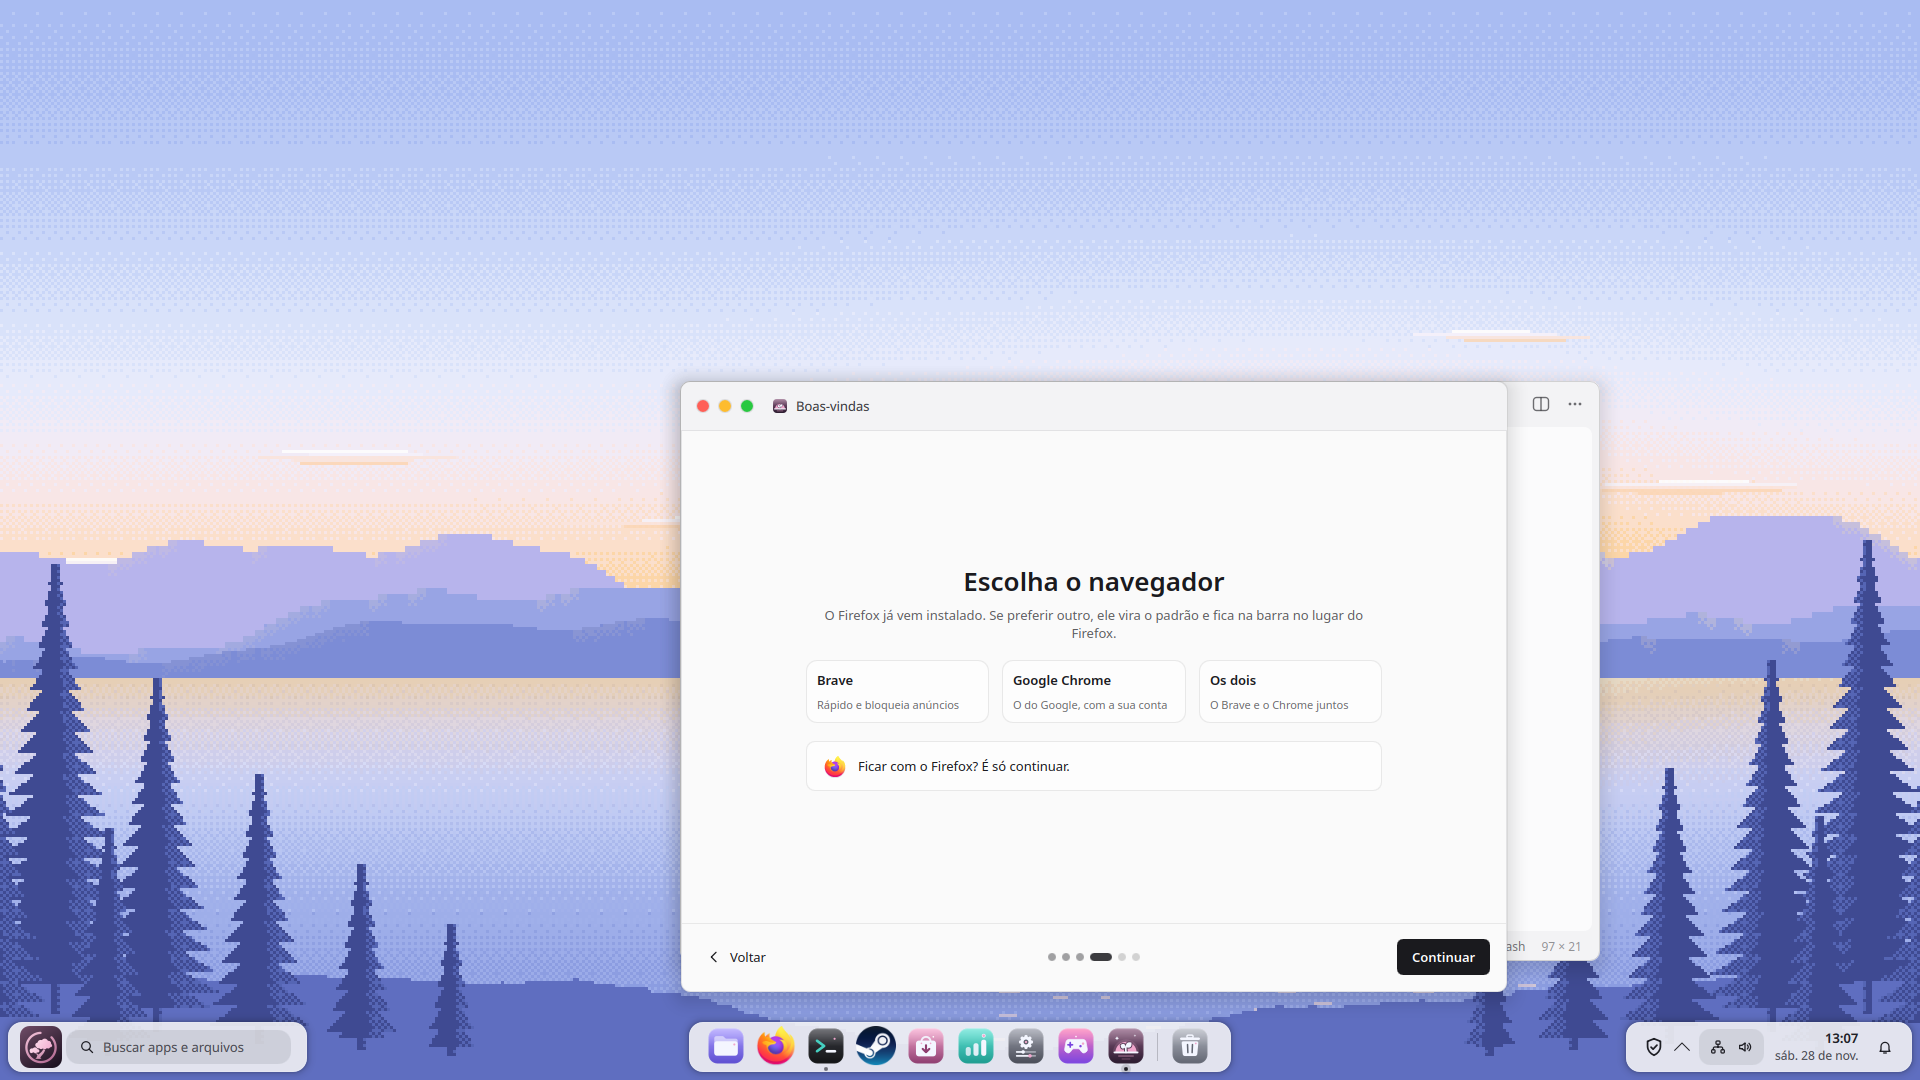 Boas-vindas
Escolha o navegador
O Firefox já vem instalado. Se preferir outro, ele vira o padrão e fica na barra no lugar do
Firefox.
Brave
Rápido e bloqueia anúncios
Google Chrome
O do Google, com a sua conta
Os dois
O Brave e o Chrome juntos
Ficar com o Firefox? É só continuar.
Voltar
Continuar
ash 97 × 21
Buscar apps e arquivos
13:07
sáb. 28 de nov.